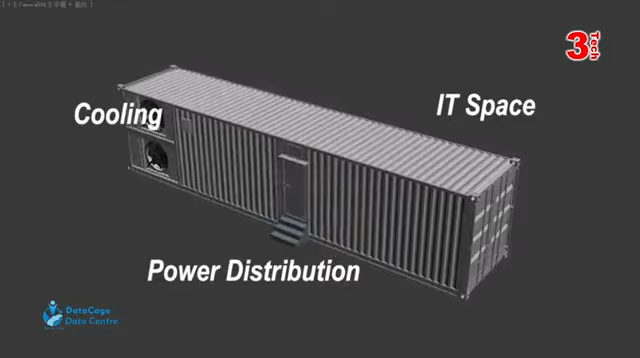 3 Tech
Cooling
IT Space
Power Distribution
DataCage
Data Centre